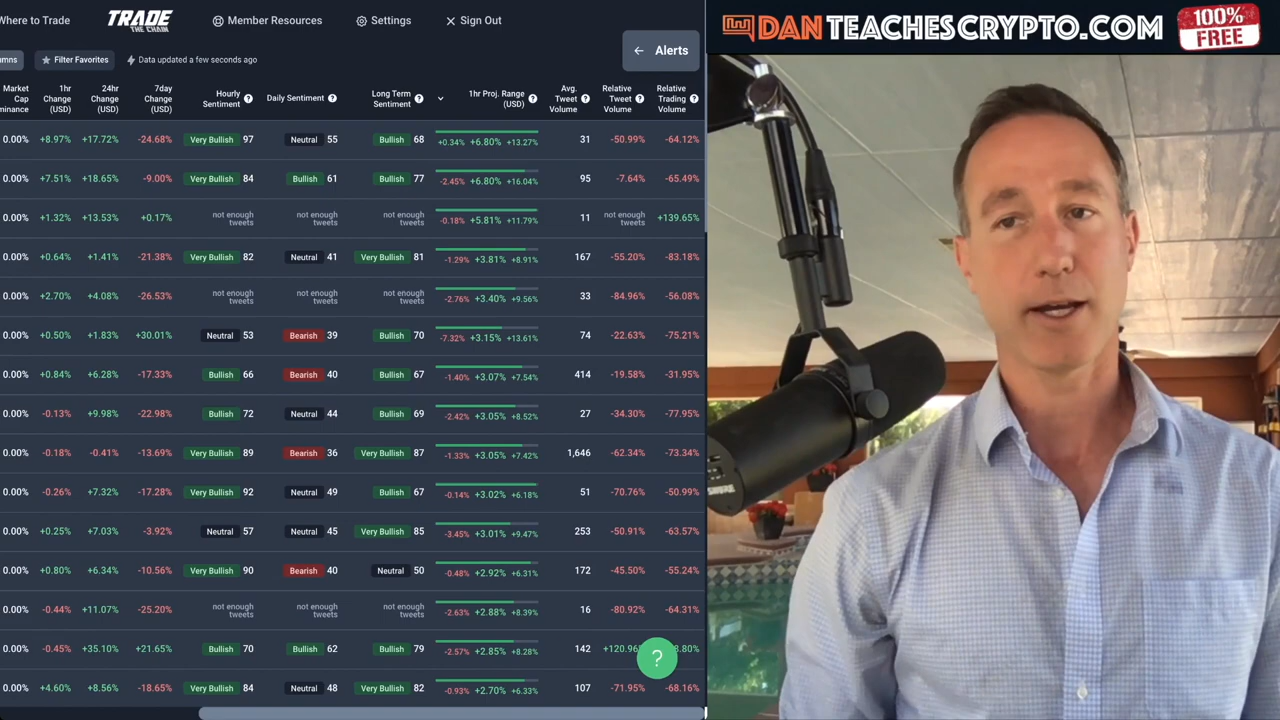 Where to Trade
TRADE
THE CHAIN
Member Resources
Settings
Sign Out
DANTEACHESCRYPTO.COM
100%
FREE
Filter Favorites
Data updated a few seconds ago
Alerts
Market
Cap
1hr
Change
(USD)
24hr
Change
(USD)
7day
Change
(USD)
Hourly
Sentiment
Daily Sentiment
Long Term
Sentiment
1hr Proj. Range
(USD)
Avg.
Tweet
Volume
Relative
Tweet
Volume
Relative
Trading
Volume
0.00% +8.97% +17.72% -24.68% Very Bullish 97 Neutral 55 Bullish 68 +0.34% +6.80% +13.27% 31 -50.99% -64.12%
0.00% +7.51% +18.65% -9.00% Very Bullish 84 Bullish 61 Bullish 77 -2.45% +6.80% +16.04% 95 -7.64% -65.49%
0.00% +1.32% +13.53% +0.17% not enough tweets not enough tweets not enough tweets -0.18% +5.81% +11.79% 11 not enough tweets +139.65%
0.00% +0.64% +1.41% -21.38% Very Bullish 82 Neutral 41 Very Bullish 81 -1.29% +3.81% +8.91% 167 -55.20% -83.18%
0.00% +2.70% +4.08% -26.53% not enough tweets not enough tweets not enough tweets -2.76% +3.40% +9.56% 33 -84.96% -56.08%
0.00% +0.50% +1.83% +30.01% Neutral 53 Bearish 39 Bullish 70 -7.32% +3.15% +13.61% 74 -22.63% -75.21%
0.00% +0.84% +6.28% -17.33% Bullish 66 Bearish 40 Bullish 67 -1.40% +3.07% +7.54% 414 -19.58% -31.95%
0.00% -0.13% +9.98% -22.98% Bullish 72 Neutral 44 Bullish 69 -2.42% +3.05% +8.52% 27 -34.30% -77.95%
0.00% -0.18% -0.41% -13.69% Very Bullish 89 Bearish 36 Very Bullish 87 -1.33% +3.05% +7.42% 1,646 -62.34% -73.34%
0.00% -0.26% +7.32% -17.28% Very Bullish 92 Neutral 49 Bullish 67 -0.14% +3.02% +6.18% 51 -70.76% -50.99%
0.00% +0.25% +7.03% -3.92% Neutral 57 Neutral 45 Very Bullish 85 -3.45% +3.01% +9.47% 253 -50.91% -63.57%
0.00% +0.80% +6.34% -10.56% Very Bullish 90 Bearish 40 Neutral 50 -0.48% +2.92% +6.31% 172 -45.50% -55.24%
0.00% -0.44% +11.07% -25.20% not enough tweets not enough tweets not enough tweets -2.63% +2.88% +8.39% 16 -80.92% -64.31%
0.00% -0.45% +35.10% +21.65% Bullish 70 Bullish 62 Bullish 79 -2.57% +2.85% +8.28% 142
0.00% +4.60% +8.56% -18.65% Very Bullish 84 Neutral 48 Very Bullish 82 -0.93% +2.70% +6.33% 107 -71.95% -68.16%
SHURE